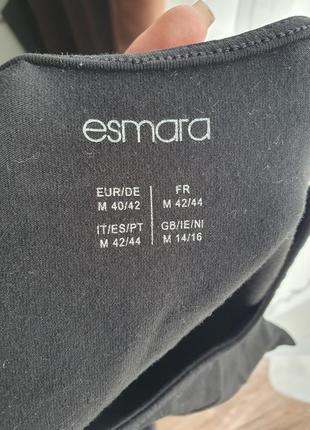 esmara
EUR/DE FR
M 40/42 M 42/44
IT/ES/PT GB/IE/NI
M 42/44 M 14/16